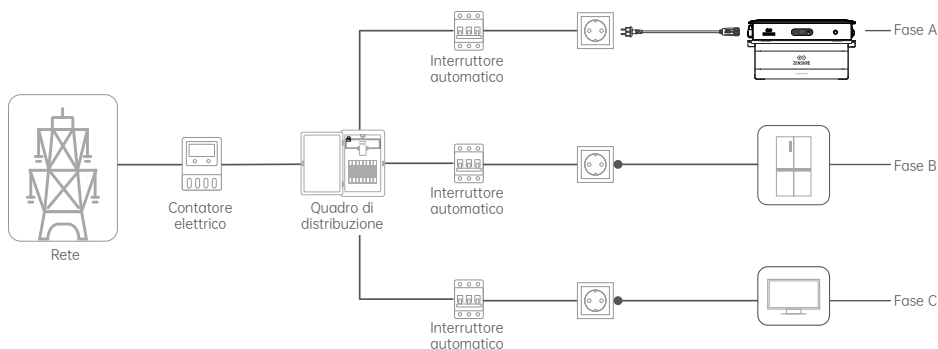 Fase A
Interruttore
automatico
ZENDURE
Rete
Contatore
elettrico
Quadro di
distribuzione
Interruttore
automatico
Fase B
Interruttore
automatico
Fase C